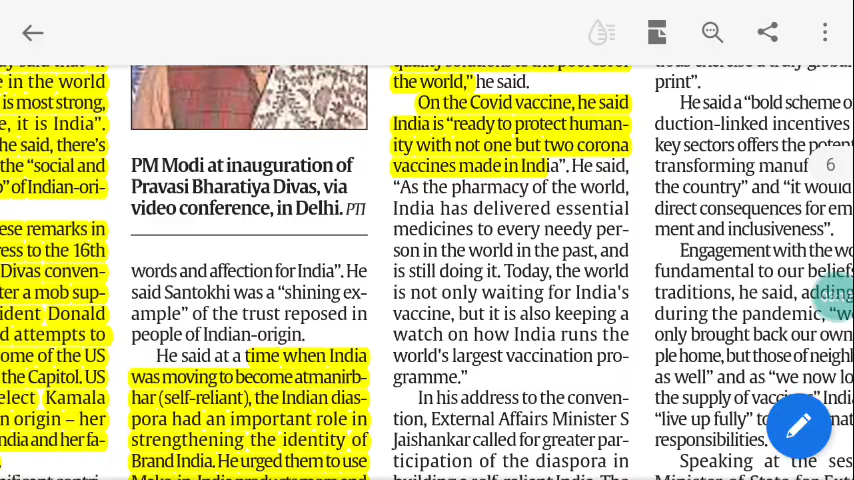 in the world
is most strong,
e, it is India”.
he said, there's
the “social and
of Indian-ori-
ese remarks in
ress to the 16th
Divas conven-
ter a mob sup-
ident Donald
d attempts to
ome of the US
the Capitol. US
elect Kamala
n origin – her
ndia and her fa-
PM Modi at inauguration of
Pravasi Bharatiya Divas, via
video conference, in Delhi. PTI
words and affection for India”. He
said Santokhi was a “shining ex-
ample” of the trust reposed in
people of Indian-origin.
He said at a time when India
was moving to become atmanirb-
har (self-reliant), the Indian dias-
pora had an important role in
strengthening the identity of
Brand India. He urged them to use
the world,” he said.
On the Covid vaccine, he said
India is “ready to protect human-
ity with not one but two corona
vaccines made in India”. He said,
“As the pharmacy of the world,
India has delivered essential
medicines to every needy per-
son in the world in the past, and
is still doing it. Today, the world
is not only waiting for India's
vaccine, but it is also keeping a
watch on how India runs the
world's largest vaccination pro-
gramme.”
In his address to the conven-
tion, External Affairs Minister S
Jaishankar called for greater par-
ticipation of the diaspora in
print”.
He said a “bold scheme o
duction-linked incentives
key sectors offers the poten
transforming manuf
the country” and “it would
direct consequences for em
ment and inclusiveness”.
Engagement with the wo
fundamental to our belief
traditions, he said, adding
during the pandemic, “w
only brought back our own
ple home, but those of neigh
as well” and as “we now lo
the supply of vaccines” Indi
“live up fully” to
responsibilities.
Speaking at the ses
6